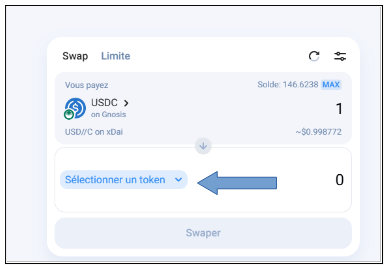 Swap Limite
Vous payez Solde: 146.6238 MAX
USDC
on Gnosis
1
USD//C on xDai ~$0.998772
Sélectionner un token 0
Swaper